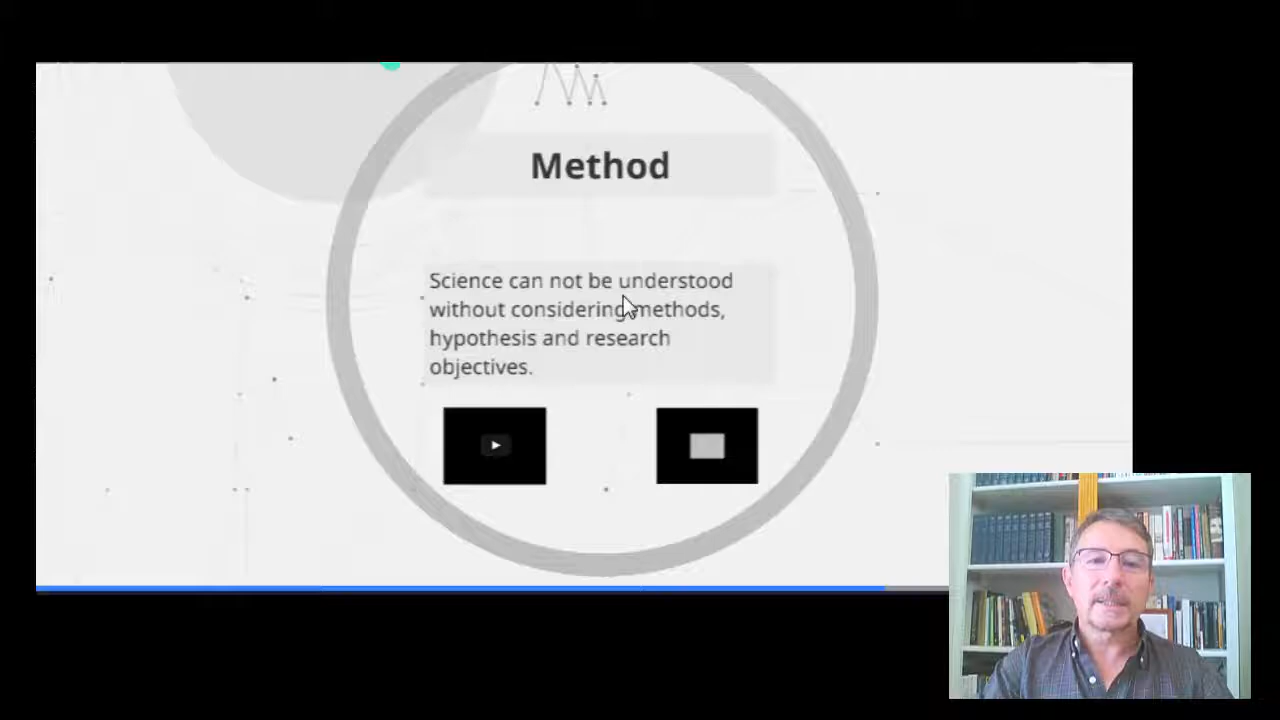 Method
Science can not be understood
without considering methods,
hypothesis and research
objectives.